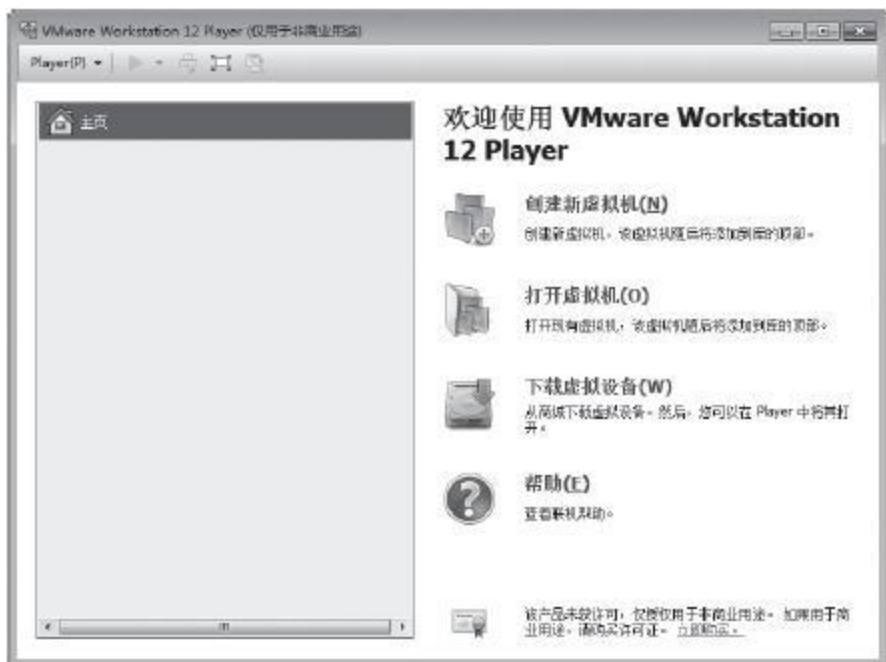 VMware Workstation 12 Player (仅用于非商业用途)
Player(P)
主页
欢迎使用 VMware Workstation
12 Player
创建新虚拟机(N)
创建新虚拟机，该虚拟机随后将添加到库的顶部。
打开虚拟机(O)
打开现有虚拟机，该虚拟机随后将添加到库的顶部。
下载虚拟设备(W)
从商城下载虚拟设备。然后，您可以在 Player 中将其打
开。
帮助(E)
查看联机帮助。
该产品未获许可，仅授权用于非商业用途。如果用于商
业用途，请购买许可证。立即购买。